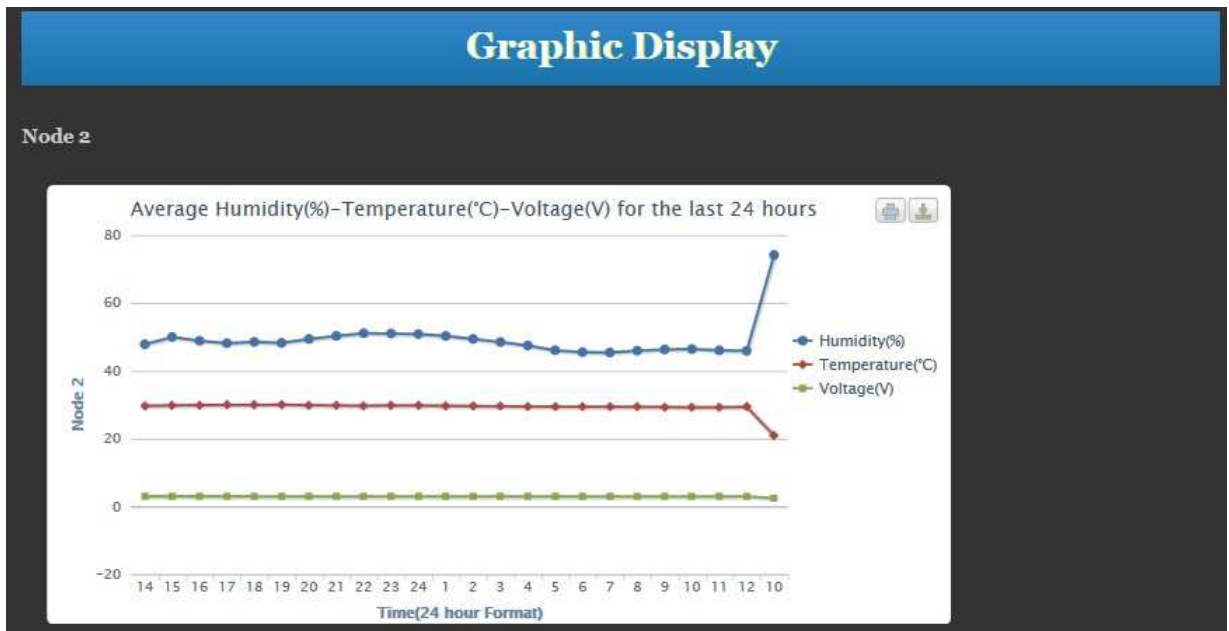 Graphic Display
Node 2
Average Humidity(%)-Temperature(°C)-Voltage(V) for the last 24 hours
80
60
40
20
0
-20
Node 2
14 15 16 17 18 19 20 21 22 23 24 1 2 3 4 5 6 7 8 9 10 11 12 10
Time(24 hour Format)
Humidity(%)
Temperature(°C)
Voltage(V)